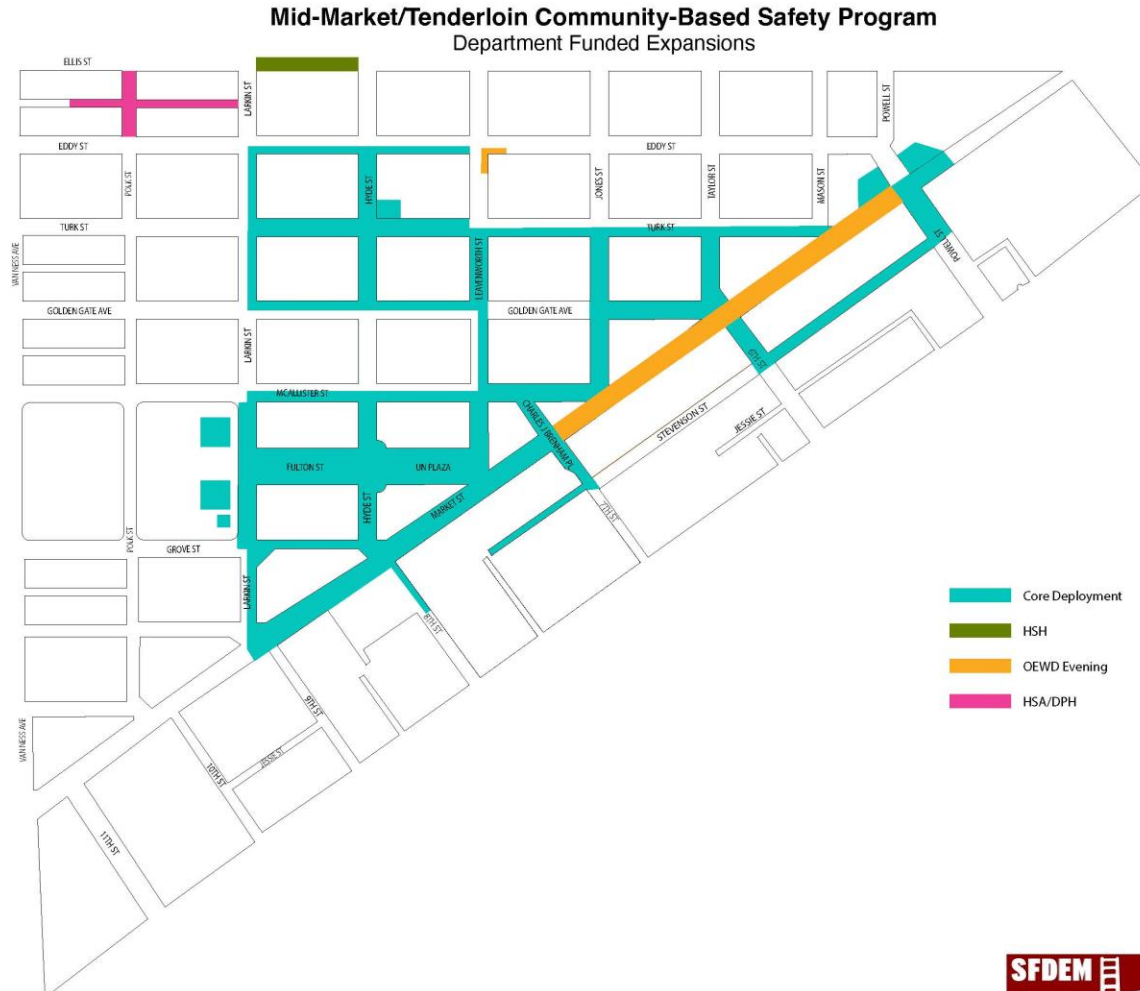 Mid-Market/Tenderloin Community-Based Safety Program
Department Funded Expansions
ELLIS ST
LARKIN ST
POWELL ST
EDDY ST
EDDY ST
POLK ST
HYDE ST
JONES ST
TAYLOR ST
MASON ST
TURK ST
TURK ST
VAN NESS AVE
LEAVENWORTH ST
POWEL ST
GOLDEN GATE AVE
GOLDEN GATE AVE
LARKIN ST
6TH ST
MCALLISTER ST
CHARLES J BRENHAM PL
STEVENSON ST
JESSIE ST
FULTON ST
UN PLAZA
HYDE ST
MARKET ST
7TH ST
POLK ST
GROVE ST
LARKIN ST
8TH ST
Core Deployment
HSH
OEWD Evening
HSA/DPH
VAN NESS AVE
9TH ST
JESSIE ST
10TH ST
11TH ST
SFDEM